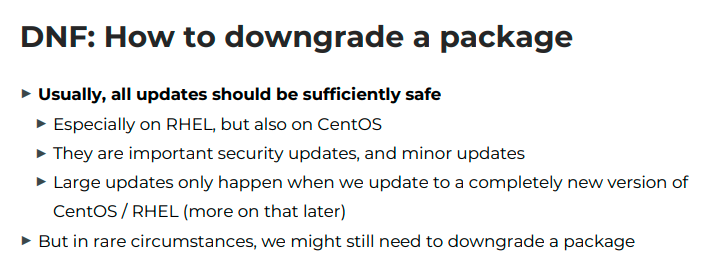 DNF: How to downgrade a package
Usually, all updates should be sufficiently safe
Especially on RHEL, but also on CentOS
They are important security updates, and minor updates
Large updates only happen when we update to a completely new version of
CentOS / RHEL (more on that later)
But in rare circumstances, we might still need to downgrade a package